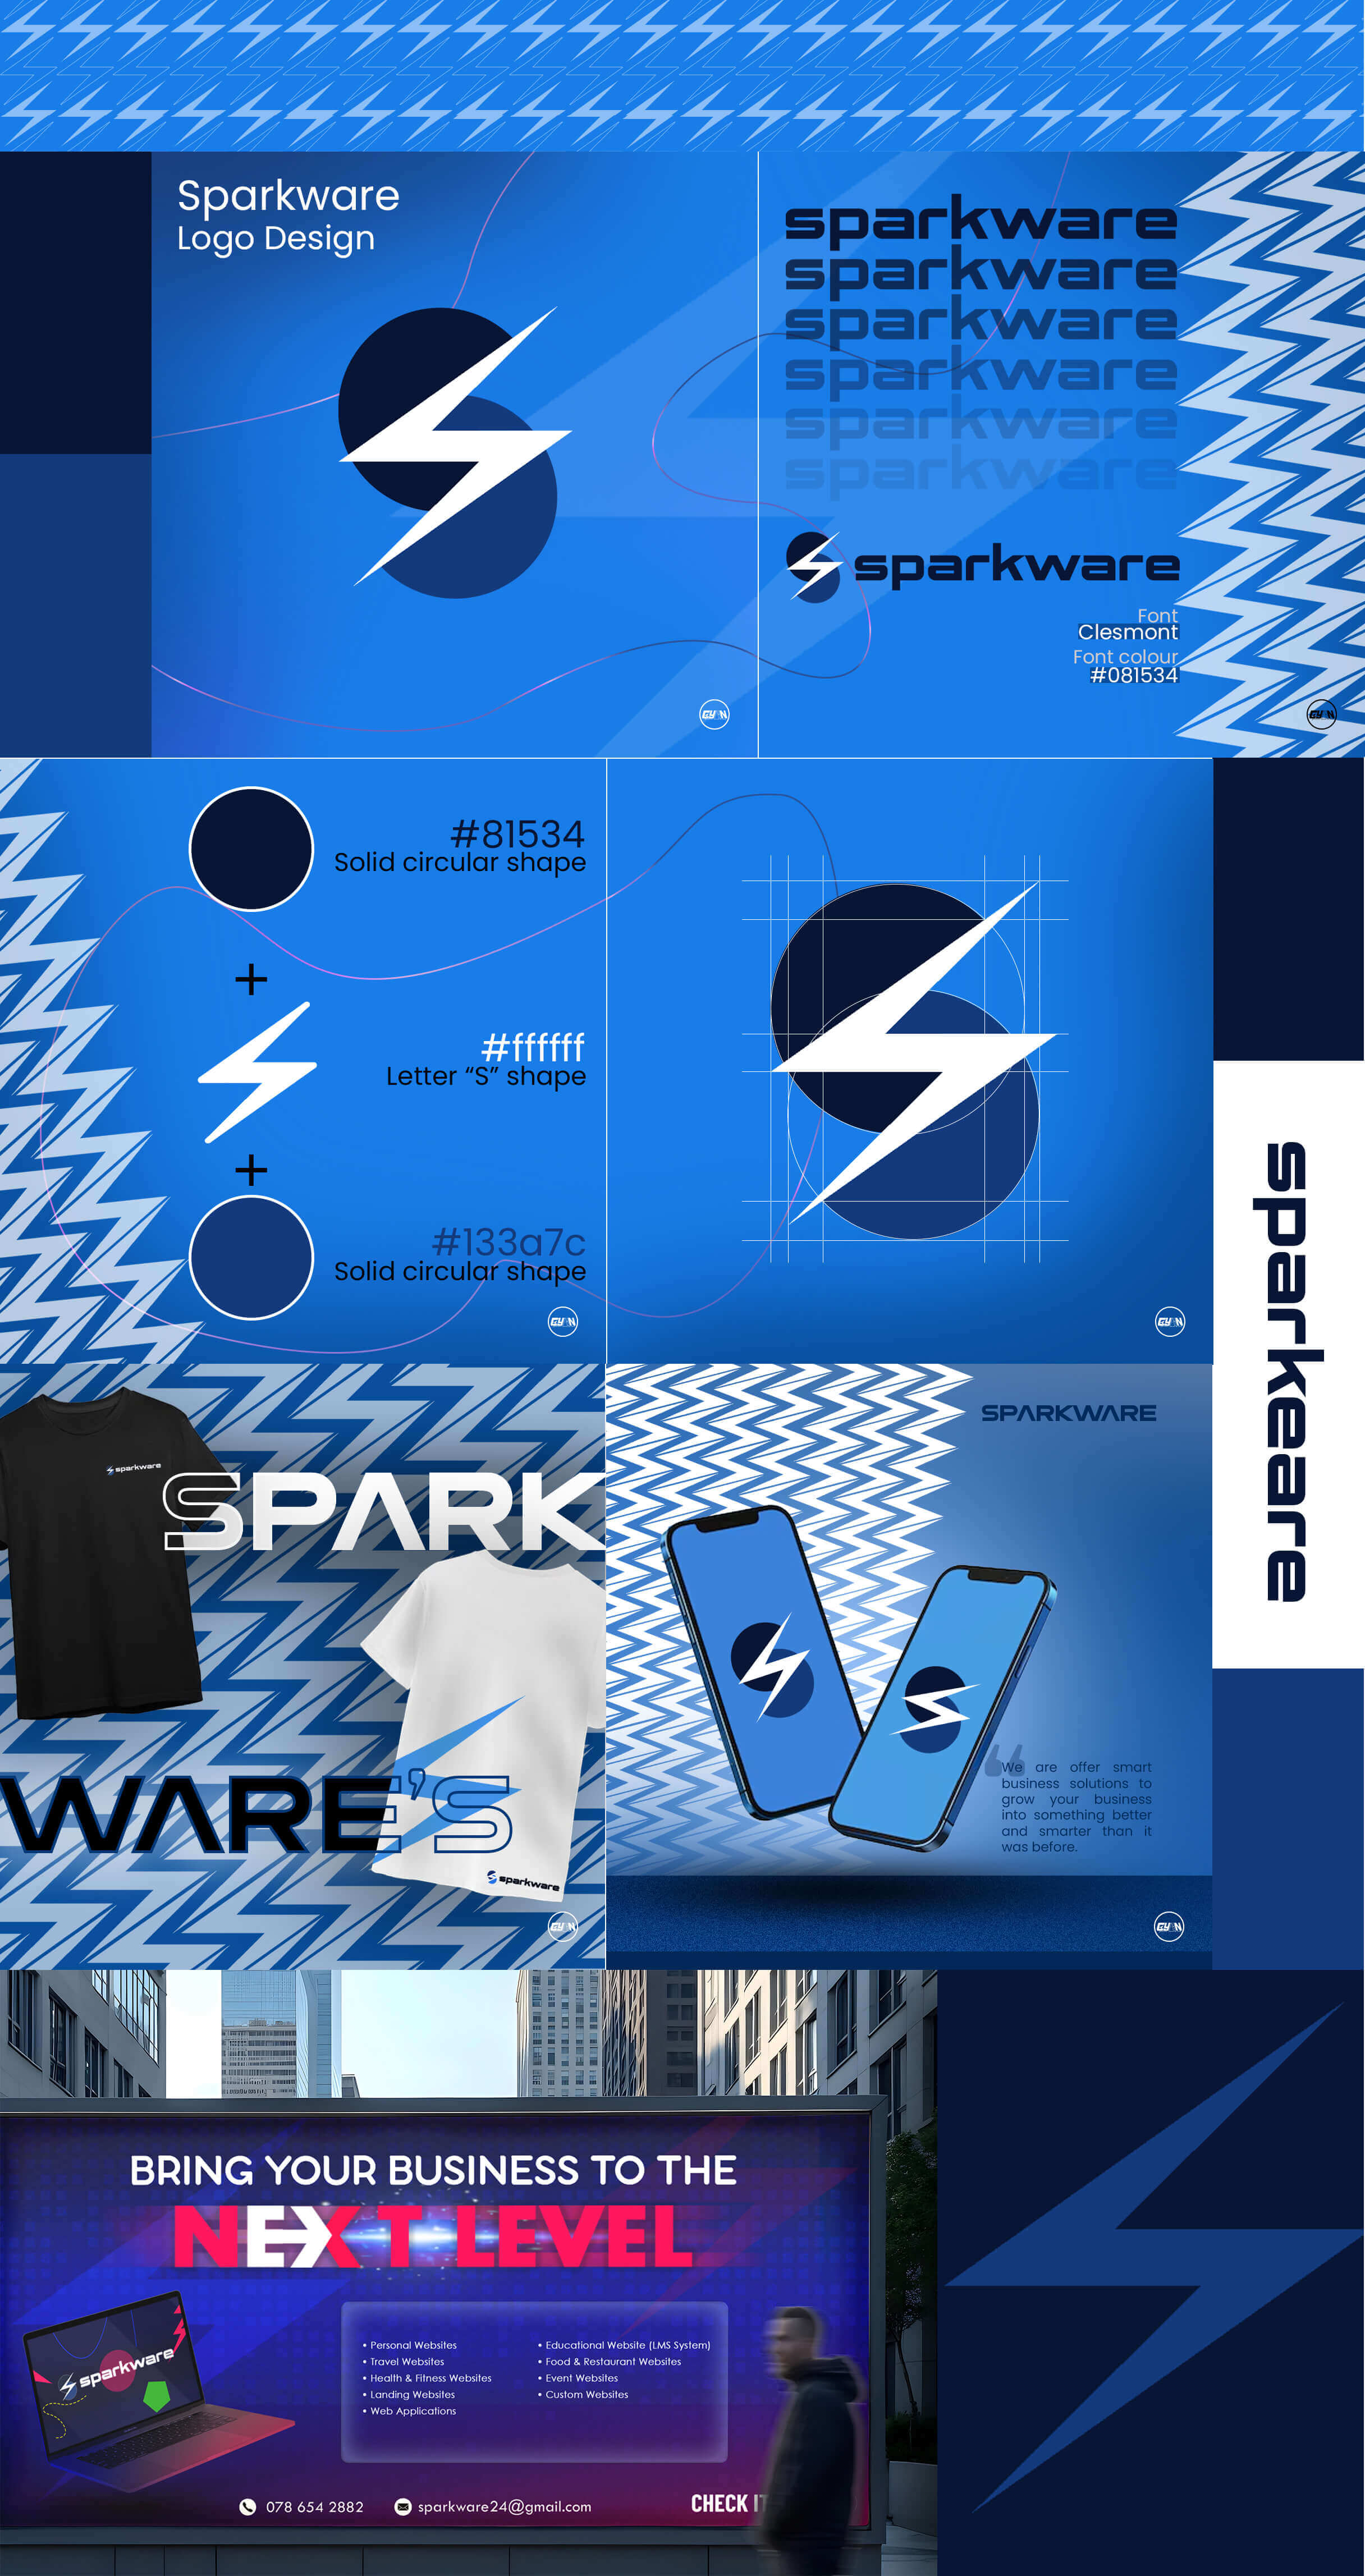 Sparkware
Logo Design
sparkware
sparkware
sparkware
sparkware
sparkware
sparkware
sparkware
Font
Clesmont
Font colour
#081534
#81534
Solid circular shape
+
#ffffff
Letter “S” shape
+
#133a7c
Solid circular shape
sparkeare
sparkware
SPARK
WARE’S
sparkware
SPARKWARE
“
We are offer smart
business solutions to
grow your business
into something better
and smarter than it
was before.
BRING YOUR BUSINESS TO THE
NEXT LEVEL
sparkware
• Personal Websites
• Travel Websites
• Health & Fitness Websites
• Landing Websites
• Web Applications
• Educational Website (LMS System)
• Food & Restaurant Websites
• Event Websites
• Custom Websites
078 654 2882
sparkware24@gmail.com
CHECK